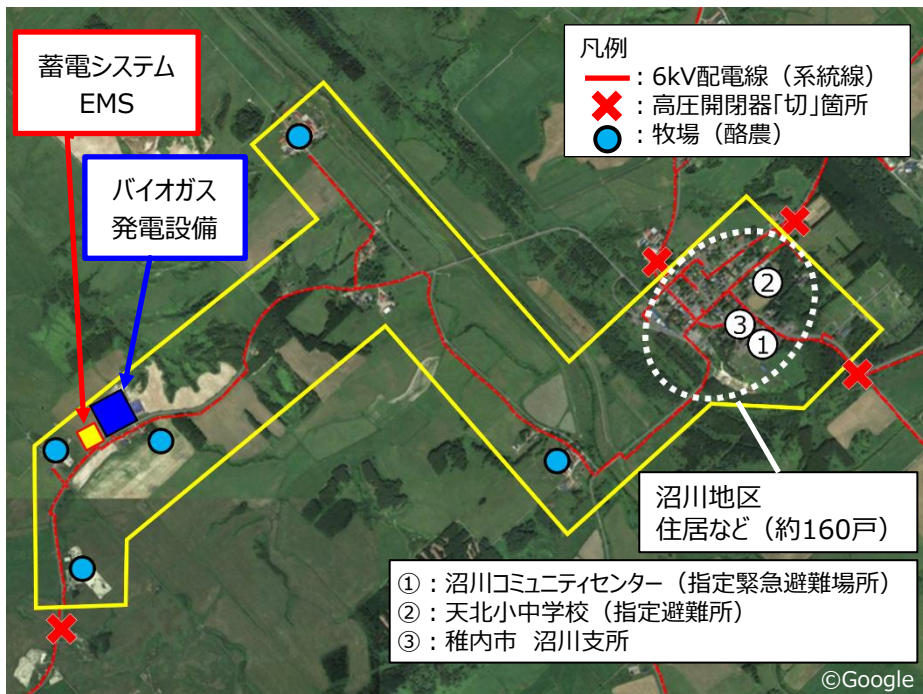 蓄電システム
EMS
バイオガス
発電設備
凡例
：6kV配電線（系統線）
：高圧開閉器｢切｣箇所
：牧場（酪農）
②
③
①
沼川地区
住居など（約160戸）
①：沼川コミュニティセンター（指定緊急避難場所）
②：天北小中学校（指定避難所）
③：稚内市　沼川支所
©Google